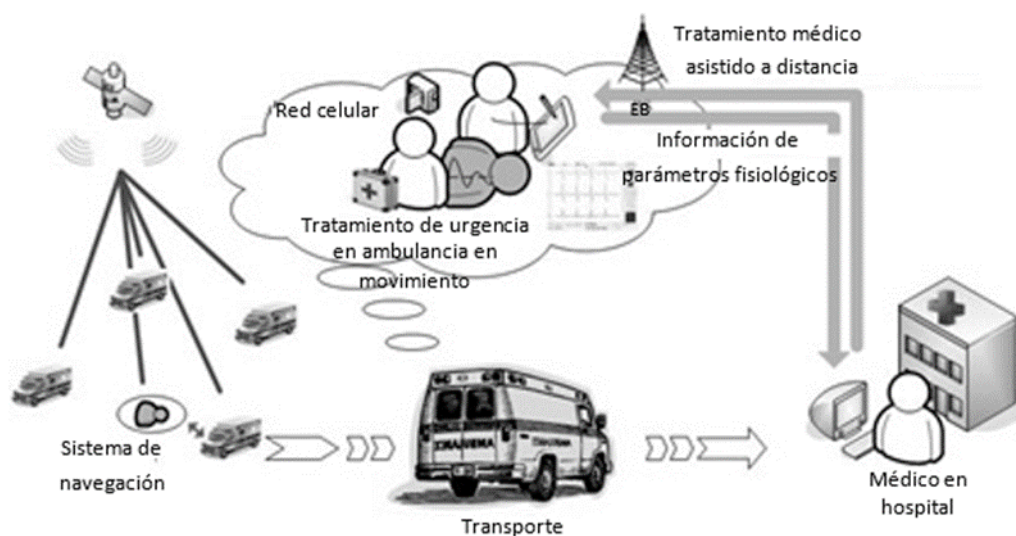 Tratamiento médico
asistido a distancia
EB
Red celular
Información de
parámetros fisiológicos
Tratamiento de urgencia
en ambulancia en
movimiento
Sistema de
navegación
Transporte
Médico en
hospital